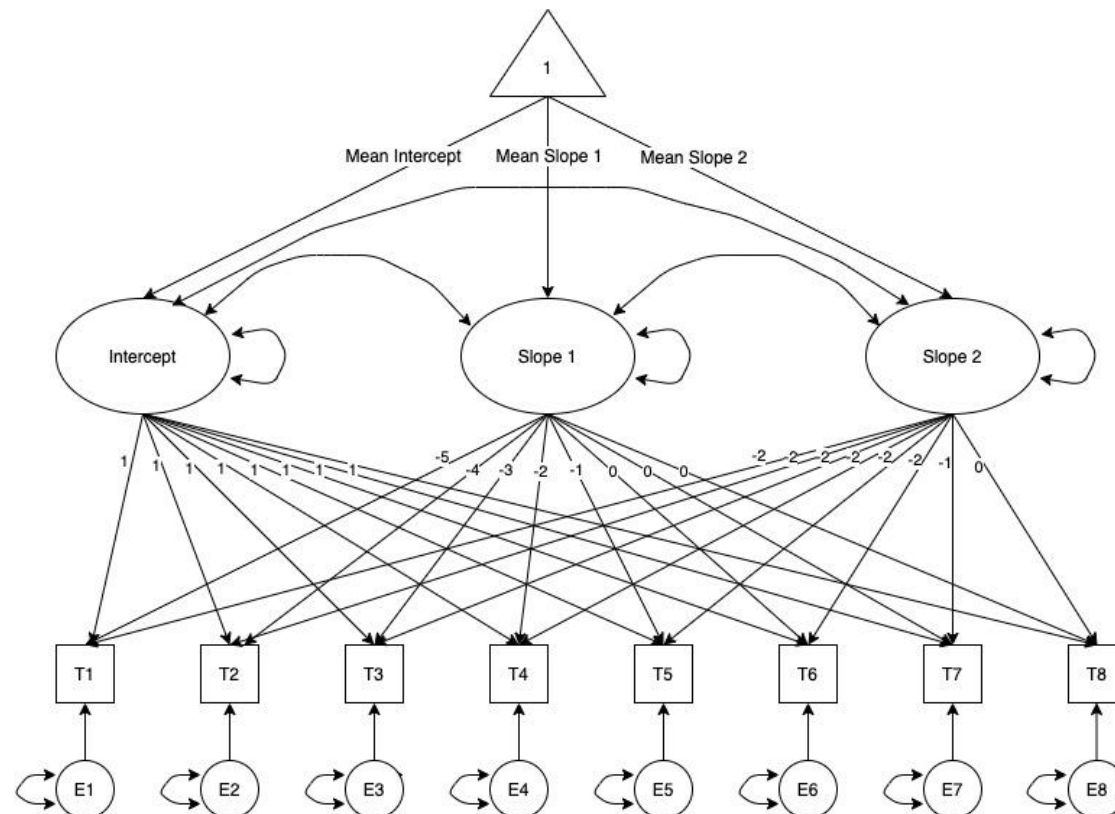 1
Mean Intercept Mean Slope 1 Mean Slope 2
Intercept Slope 1 Slope 2
1 1 1 1 1 1 1 1 -5 -4 -3 -2 -1 0 0 0 -2 -2 -2 -2 -2 -2 -1 0
T1 T2 T3 T4 T5 T6 T7 T8
E1 E2 E3 E4 E5 E6 E7 E8